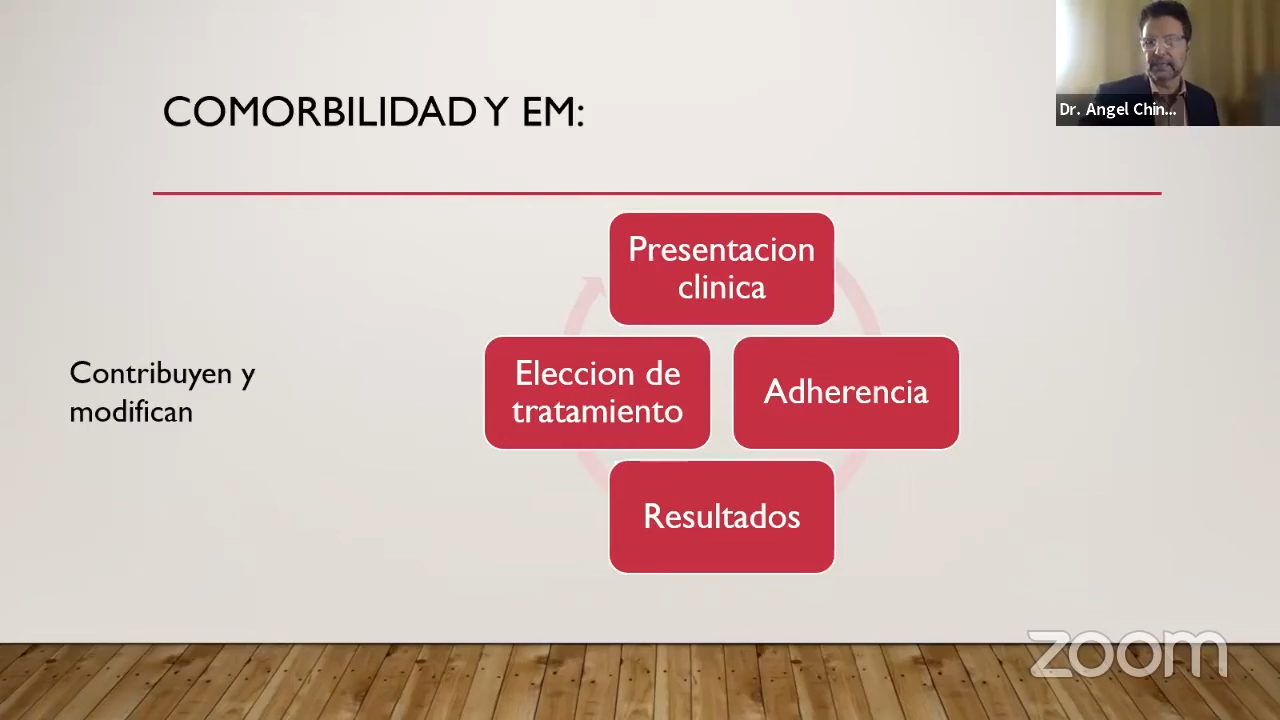 COMORBILIDAD Y EM:
Dr. Angel Chin...
Presentacion
clinica
Eleccion de
tratamiento
Adherencia
Resultados
Contribuyen y
modifican
zoom